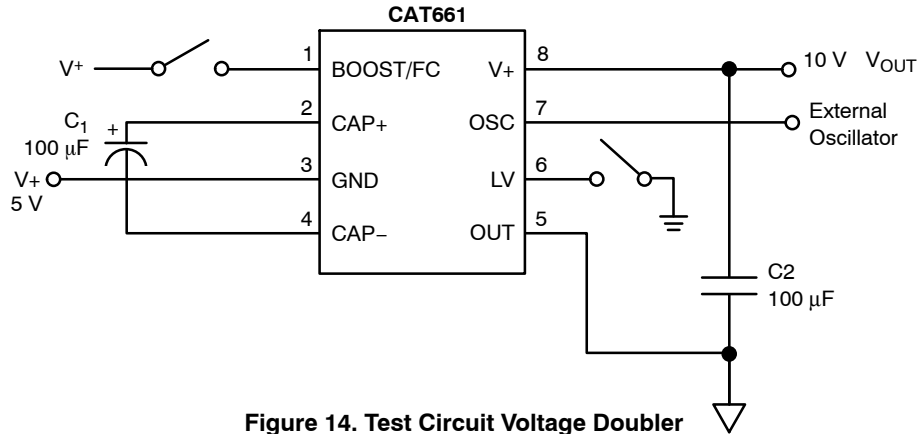 CAT661
V+
1
BOOST/FC
V+
8
10 V VOUT
C1
100 μF
+
2
CAP+
OSC
7
External
Oscillator
V+
5 V
3
GND
LV
6
4
CAP−
OUT
5
C2
100 μF
Figure 14. Test Circuit Voltage Doubler